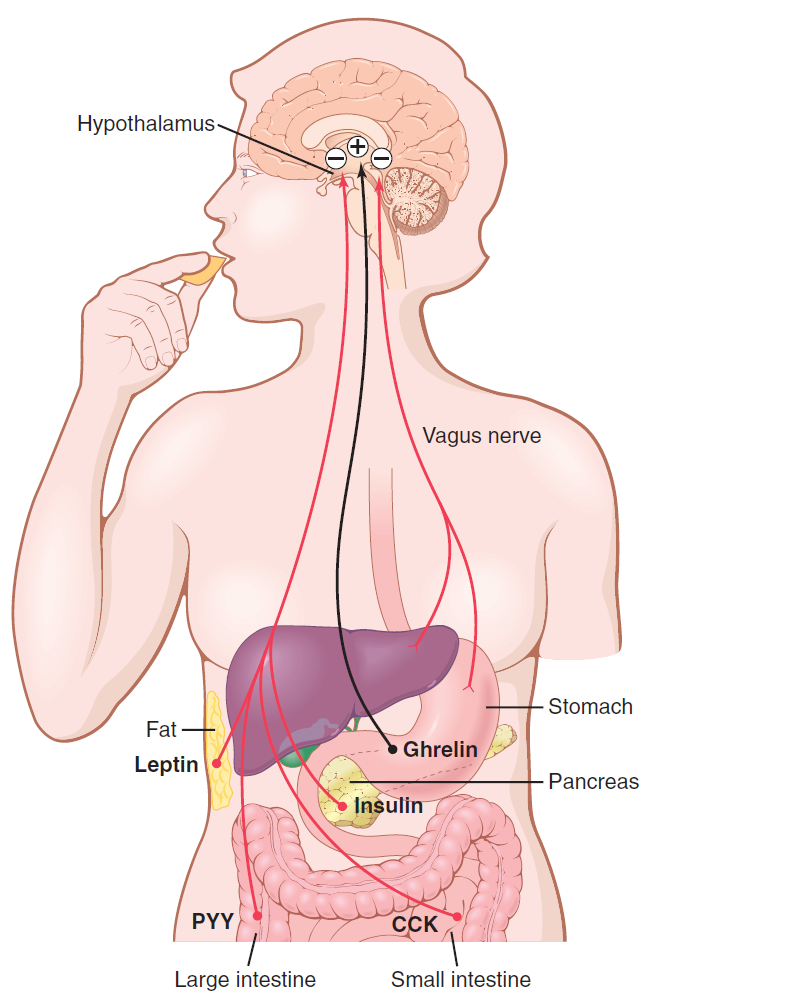 Hypothalamus
+
−
−
Vagus nerve
Stomach
Fat
Leptin
Ghrelin
Pancreas
Insulin
PYY
CCK
Large intestine
Small intestine